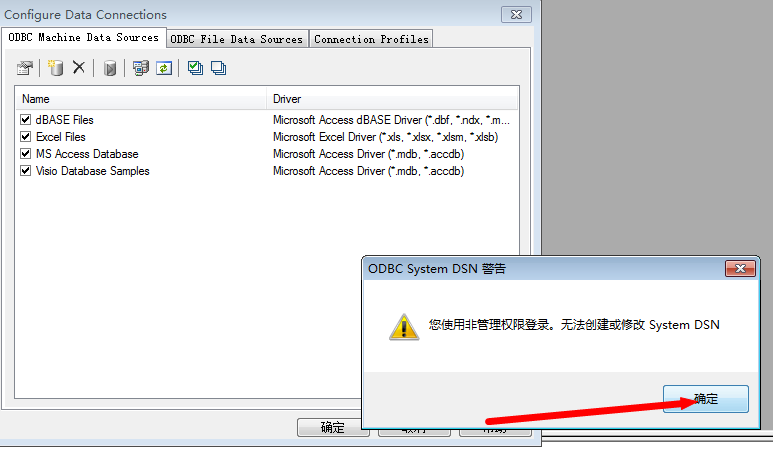 Configure Data Connections
ODBC Machine Data Sources
ODBC File Data Sources
Connection Profiles
Name
Driver
dBASE Files
Microsoft Access dBASE Driver (*.dbf, *.ndx, *.m...
Excel Files
Microsoft Excel Driver (*.xls, *.xlsx, *.xlsm, *.xlsb)
MS Access Database
Microsoft Access Driver (*.mdb, *.accdb)
Visio Database Samples
Microsoft Access Driver (*.mdb, *.accdb)
ODBC System DSN 警告
您使用非管理权限登录。无法创建或修改 System DSN
确定
确定